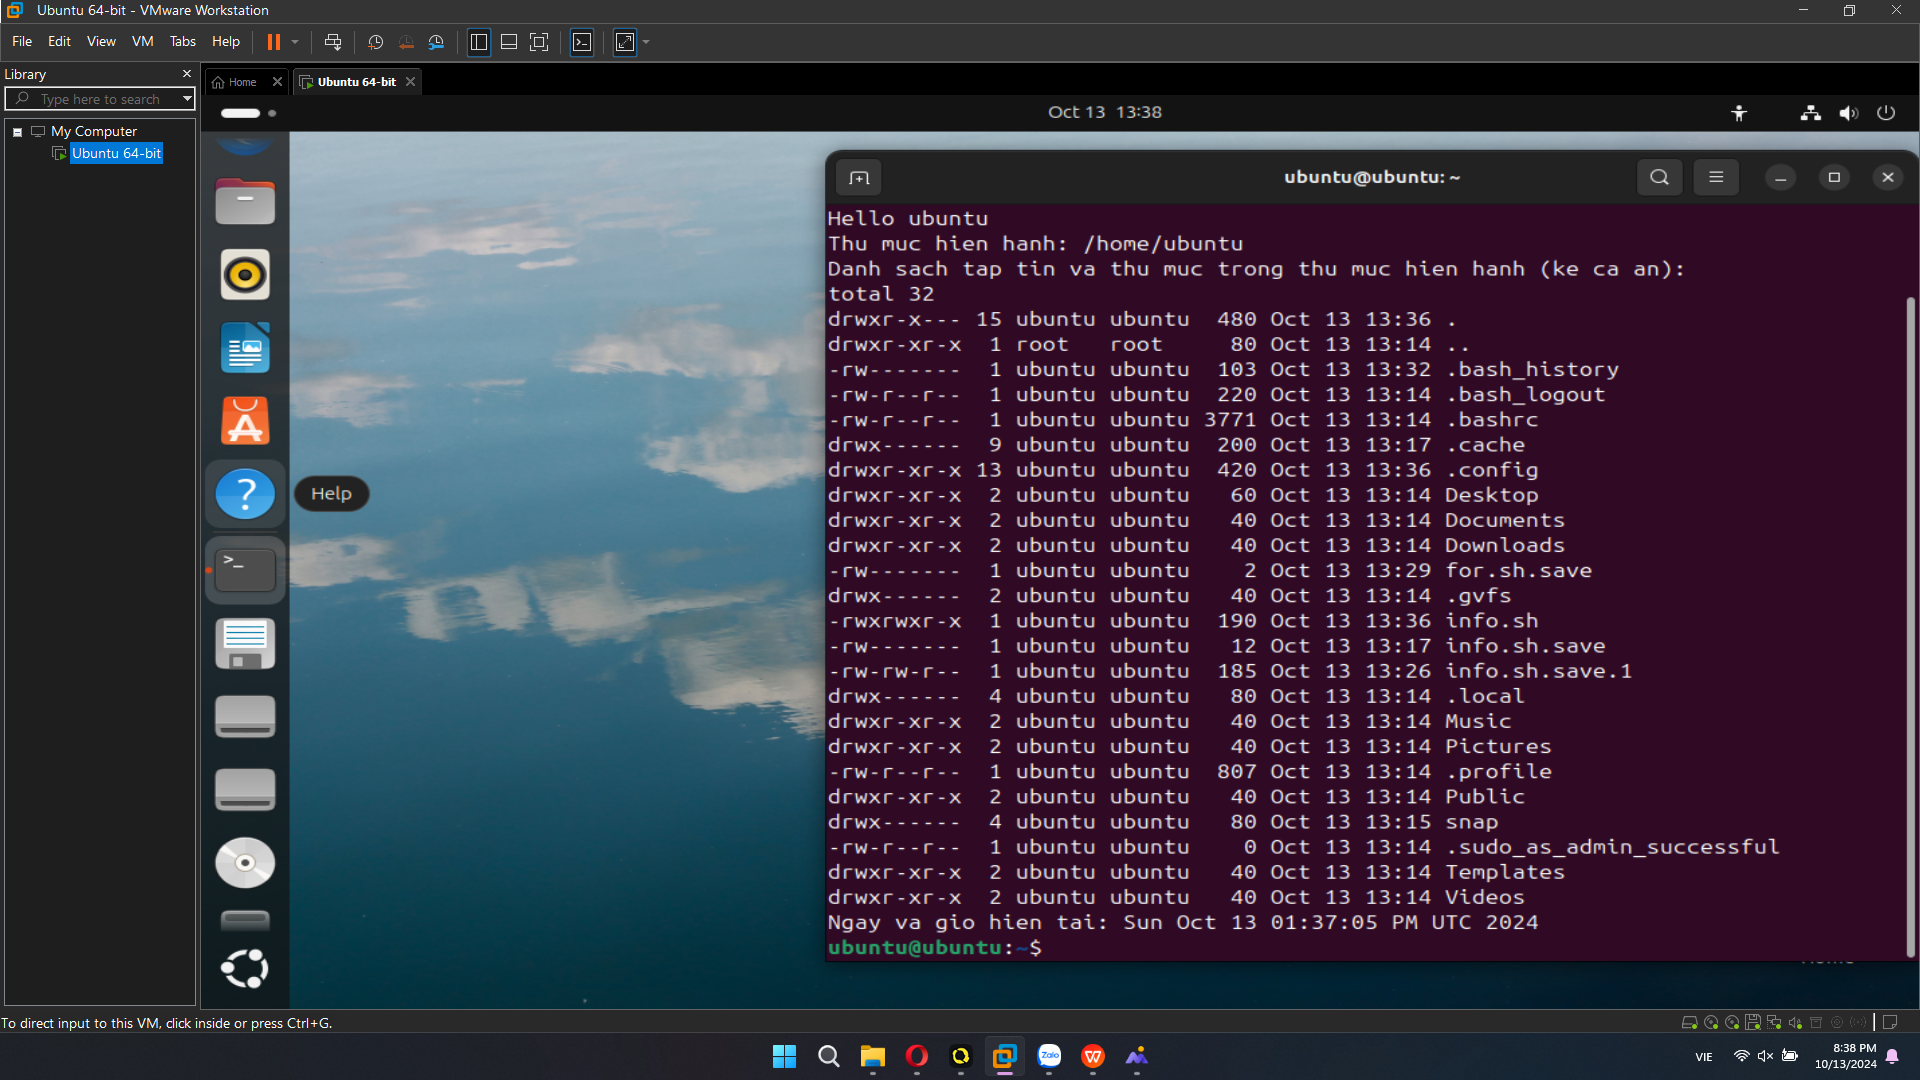 Ubuntu 64-bit - VMware Workstation
File Edit View VM Tabs Help
Library
Type here to search
My Computer
Ubuntu 64-bit
Home
Ubuntu 64-bit
Oct 13 13:38
ubuntu@ubuntu: ~
Help
Hello ubuntu
Thu muc hien hanh: /home/ubuntu
Danh sach tap tin va thu muc trong thu muc hien hanh (ke ca an):
total 32
drwxr-x--- 15 ubuntu ubuntu  480 Oct 13 13:36 .
drwxr-xr-x  1 root   root     80 Oct 13 13:14 ..
-rw-------  1 ubuntu ubuntu  103 Oct 13 13:32 .bash_history
-rw-r--r--  1 ubuntu ubuntu  220 Oct 13 13:14 .bash_logout
-rw-r--r--  1 ubuntu ubuntu 3771 Oct 13 13:14 .bashrc
drwx------  9 ubuntu ubuntu  200 Oct 13 13:17 .cache
drwxr-xr-x 13 ubuntu ubuntu  420 Oct 13 13:36 .config
drwxr-xr-x  2 ubuntu ubuntu   60 Oct 13 13:14 Desktop
drwxr-xr-x  2 ubuntu ubuntu   40 Oct 13 13:14 Documents
drwxr-xr-x  2 ubuntu ubuntu   40 Oct 13 13:14 Downloads
-rw-------  1 ubuntu ubuntu    2 Oct 13 13:29 for.sh.save
drwx------  2 ubuntu ubuntu   40 Oct 13 13:14 .gvfs
-rwxrwxr-x  1 ubuntu ubuntu  190 Oct 13 13:36 info.sh
-rw-------  1 ubuntu ubuntu   12 Oct 13 13:17 info.sh.save
-rw-rw-r--  1 ubuntu ubuntu  185 Oct 13 13:26 info.sh.save.1
drwx------  4 ubuntu ubuntu   80 Oct 13 13:14 .local
drwxr-xr-x  2 ubuntu ubuntu   40 Oct 13 13:14 Music
drwxr-xr-x  2 ubuntu ubuntu   40 Oct 13 13:14 Pictures
-rw-r--r--  1 ubuntu ubuntu  807 Oct 13 13:14 .profile
drwxr-xr-x  2 ubuntu ubuntu   40 Oct 13 13:14 Public
drwx------  4 ubuntu ubuntu   80 Oct 13 13:15 snap
-rw-r--r--  1 ubuntu ubuntu    0 Oct 13 13:14 .sudo_as_admin_successful
drwxr-xr-x  2 ubuntu ubuntu   40 Oct 13 13:14 Templates
drwxr-xr-x  2 ubuntu ubuntu   40 Oct 13 13:14 Videos
Ngay va gio hien tai: Sun Oct 13 01:37:05 PM UTC 2024
ubuntu@ubuntu:~$
To direct input to this VM, click inside or press Ctrl+G.
Zalo
VIE
8:38 PM
10/13/2024